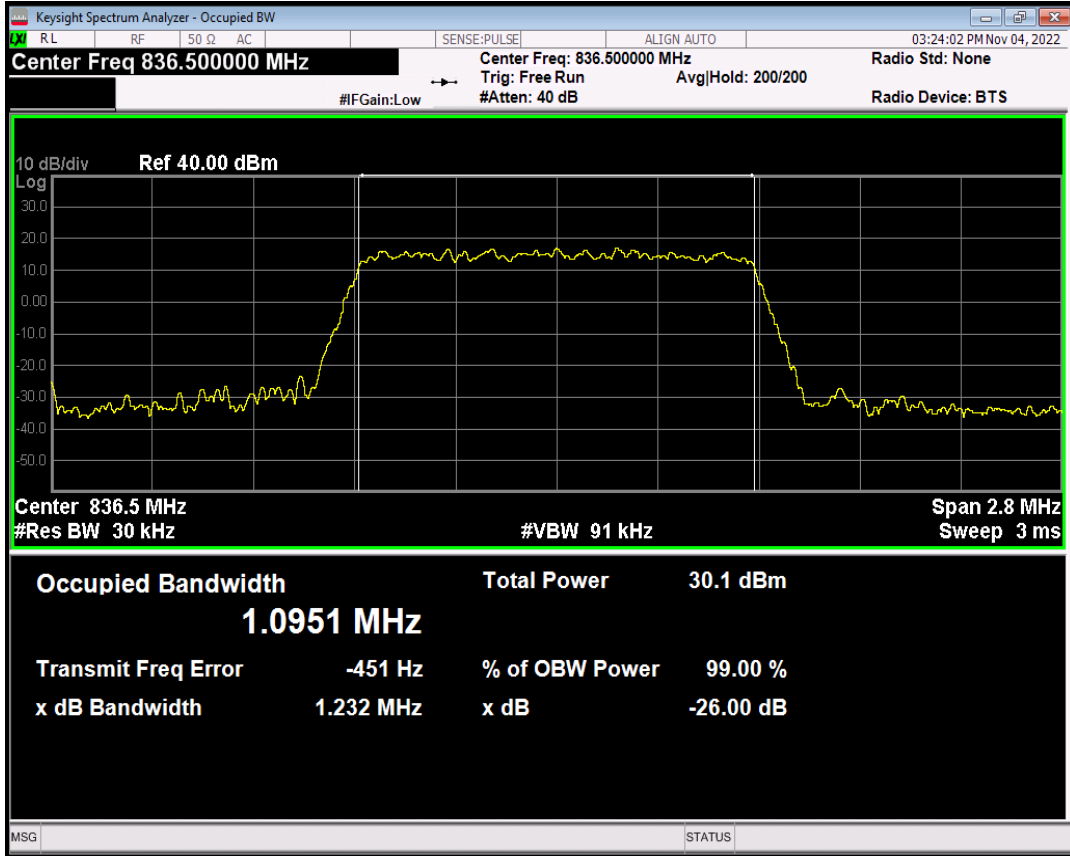 Keysight Spectrum Analyzer - Occupied BW
LXI RL RF 50 Ω AC SENSE:PULSE ALIGN AUTO 03:24:02 PM Nov 04, 2022
Center Freq 836.500000 MHz Center Freq: 836.500000 MHz Radio Std: None
Trig: Free Run Avg|Hold: 200/200
#IFGain:Low #Atten: 40 dB Radio Device: BTS
10 dB/div Ref 40.00 dBm
Log
30.0
20.0
10.0
0.00
-10.0
-20.0
-30.0
-40.0
-50.0
Center 836.5 MHz Span 2.8 MHz
#Res BW 30 kHz #VBW 91 kHz Sweep 3 ms
Occupied Bandwidth Total Power 30.1 dBm
1.0951 MHz
Transmit Freq Error -451 Hz % of OBW Power 99.00 %
x dB Bandwidth 1.232 MHz x dB -26.00 dB
MSG STATUS